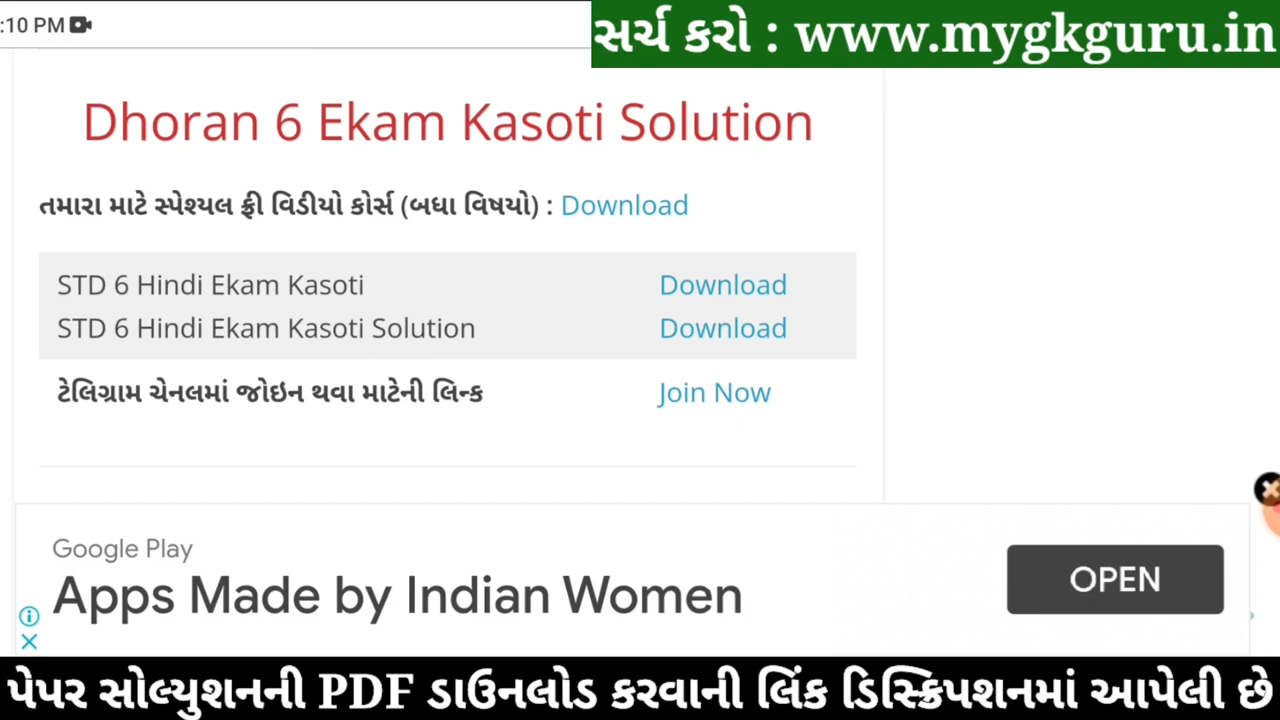 :10 PM
સર્ચ કરો : www.mygkguru.in
Dhoran 6 Ekam Kasoti Solution
તમારા માટે સ્પેશ્યલ ફ્રી વિડીયો કોર્સ (બધા વિષયો) : Download
STD 6 Hindi Ekam Kasoti Download
STD 6 Hindi Ekam Kasoti Solution Download
ટેલિગ્રામ ચેનલમાં જોઇન થવા માટેની લિન્ક Join Now
Google Play
Apps Made by Indian Women
OPEN
પેપર સોલ્યુશનની PDF ડાઉનલોડ કરવાની લિંક ડિસ્ક્રિપશનમાં આપેલી છે